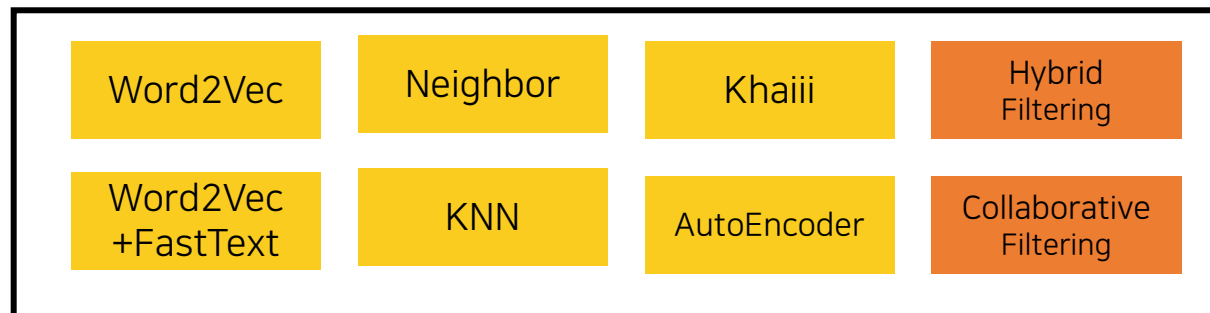 Word2Vec
Neighbor
Khaiii
Hybrid
Filtering
Word2Vec
+FastText
KNN
AutoEncoder
Collaborative
Filtering